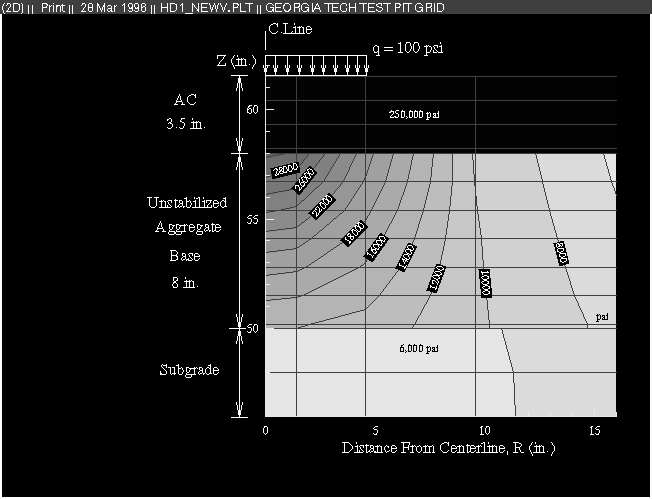 (2D) || Print || 28 Mar 1996 || HD1_NEWV.PLT || GEORGIA TECH TEST PIT GRID
C.Line
q = 100 psi
Z (in.)
AC
3.5 in.
60
250,000 psi
28000
26000
22000
18000
16000
14000
12000
10000
8000
Unstabilized
Aggregate
Base
8 in.
55
psi
50
6,000 psi
Subgrade
0
5
10
15
Distance From Centerline, R (in.)